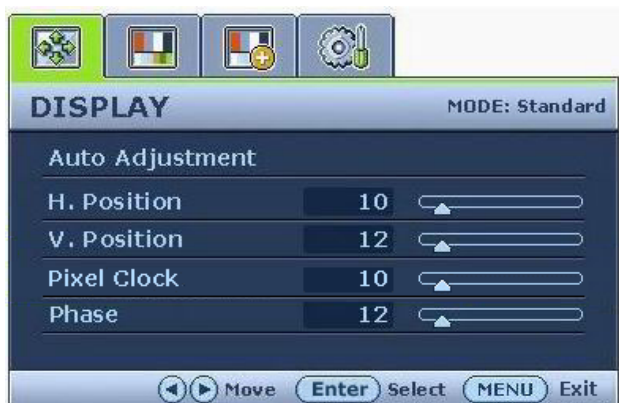 DISPLAY MODE: Standard
Auto Adjustment
H. Position 10
V. Position 12
Pixel Clock 10
Phase 12
Move Enter Select MENU Exit